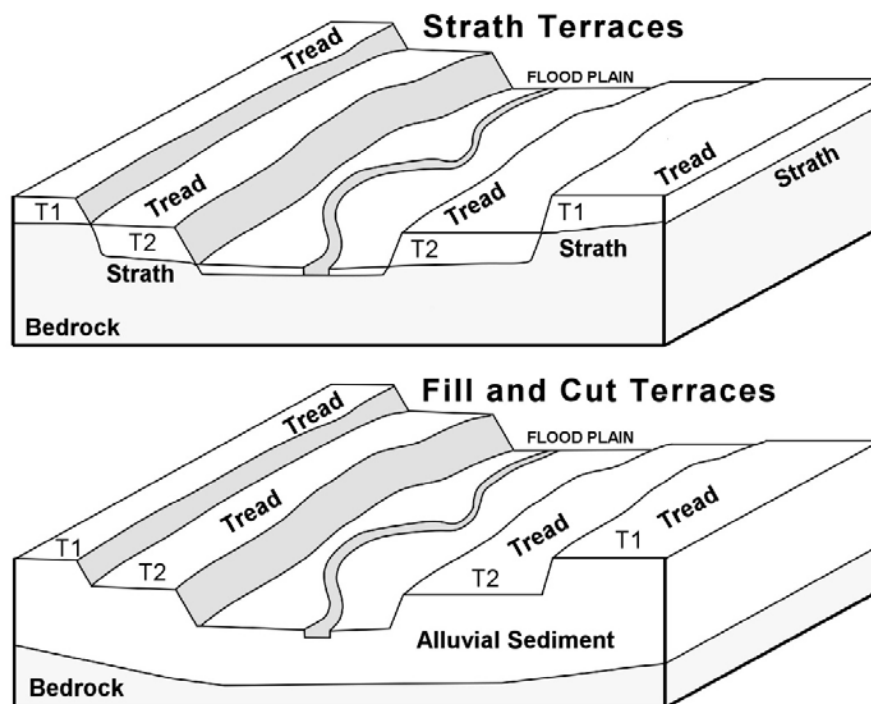 Strath Terraces
Tread
FLOOD PLAIN
Tread
Tread
Tread
Strath
T1
T1
T2
T2
Strath
Strath
Bedrock
Fill and Cut Terraces
Tread
FLOOD PLAIN
Tread
Tread
Tread
T1
T1
T2
T2
Alluvial Sediment
Bedrock